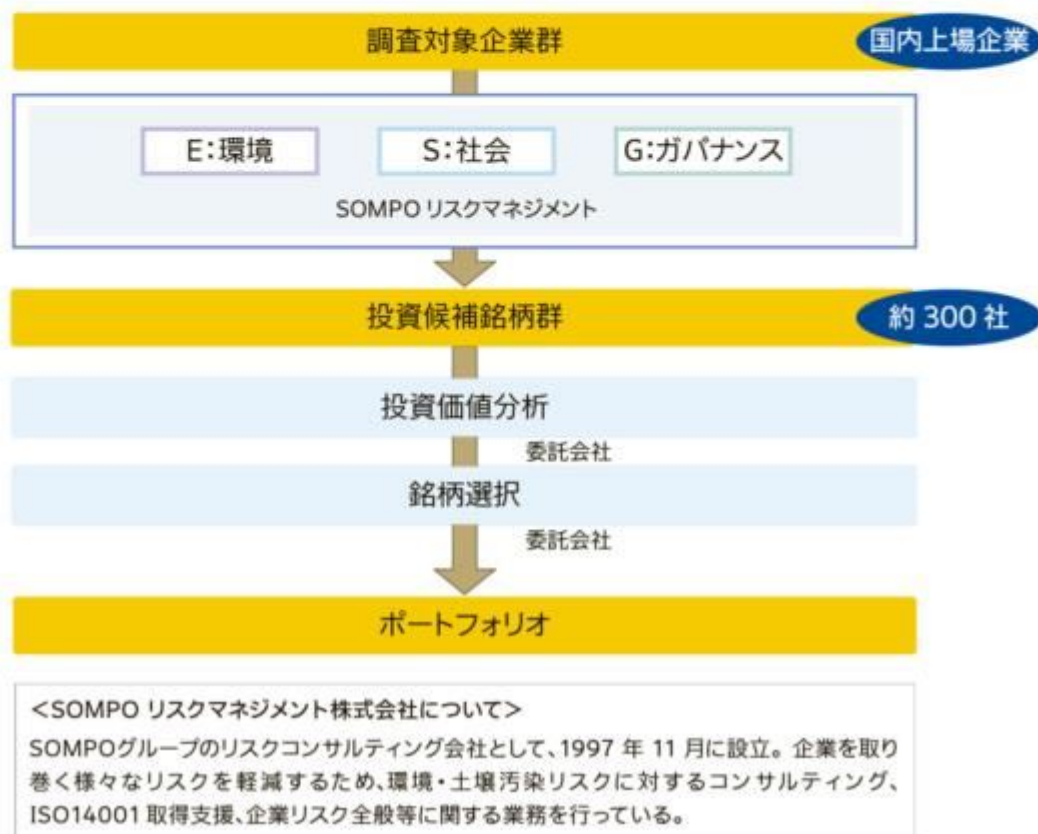 調査対象企業群
国内上場企業
E:環境
S:社会
G:ガバナンス
SOMPO リスクマネジメント
投資候補銘柄群
約 300 社
投資価値分析
委託会社
銘柄選択
委託会社
ポートフォリオ
＜SOMPO リスクマネジメント株式会社について＞
SOMPOグループのリスクコンサルティング会社として、1997 年 11 月に設立。企業を取り
巻く様々なリスクを軽減するため、環境・土壌汚染リスクに対するコンサルティング、
ISO14001 取得支援、企業リスク全般等に関する業務を行っている。